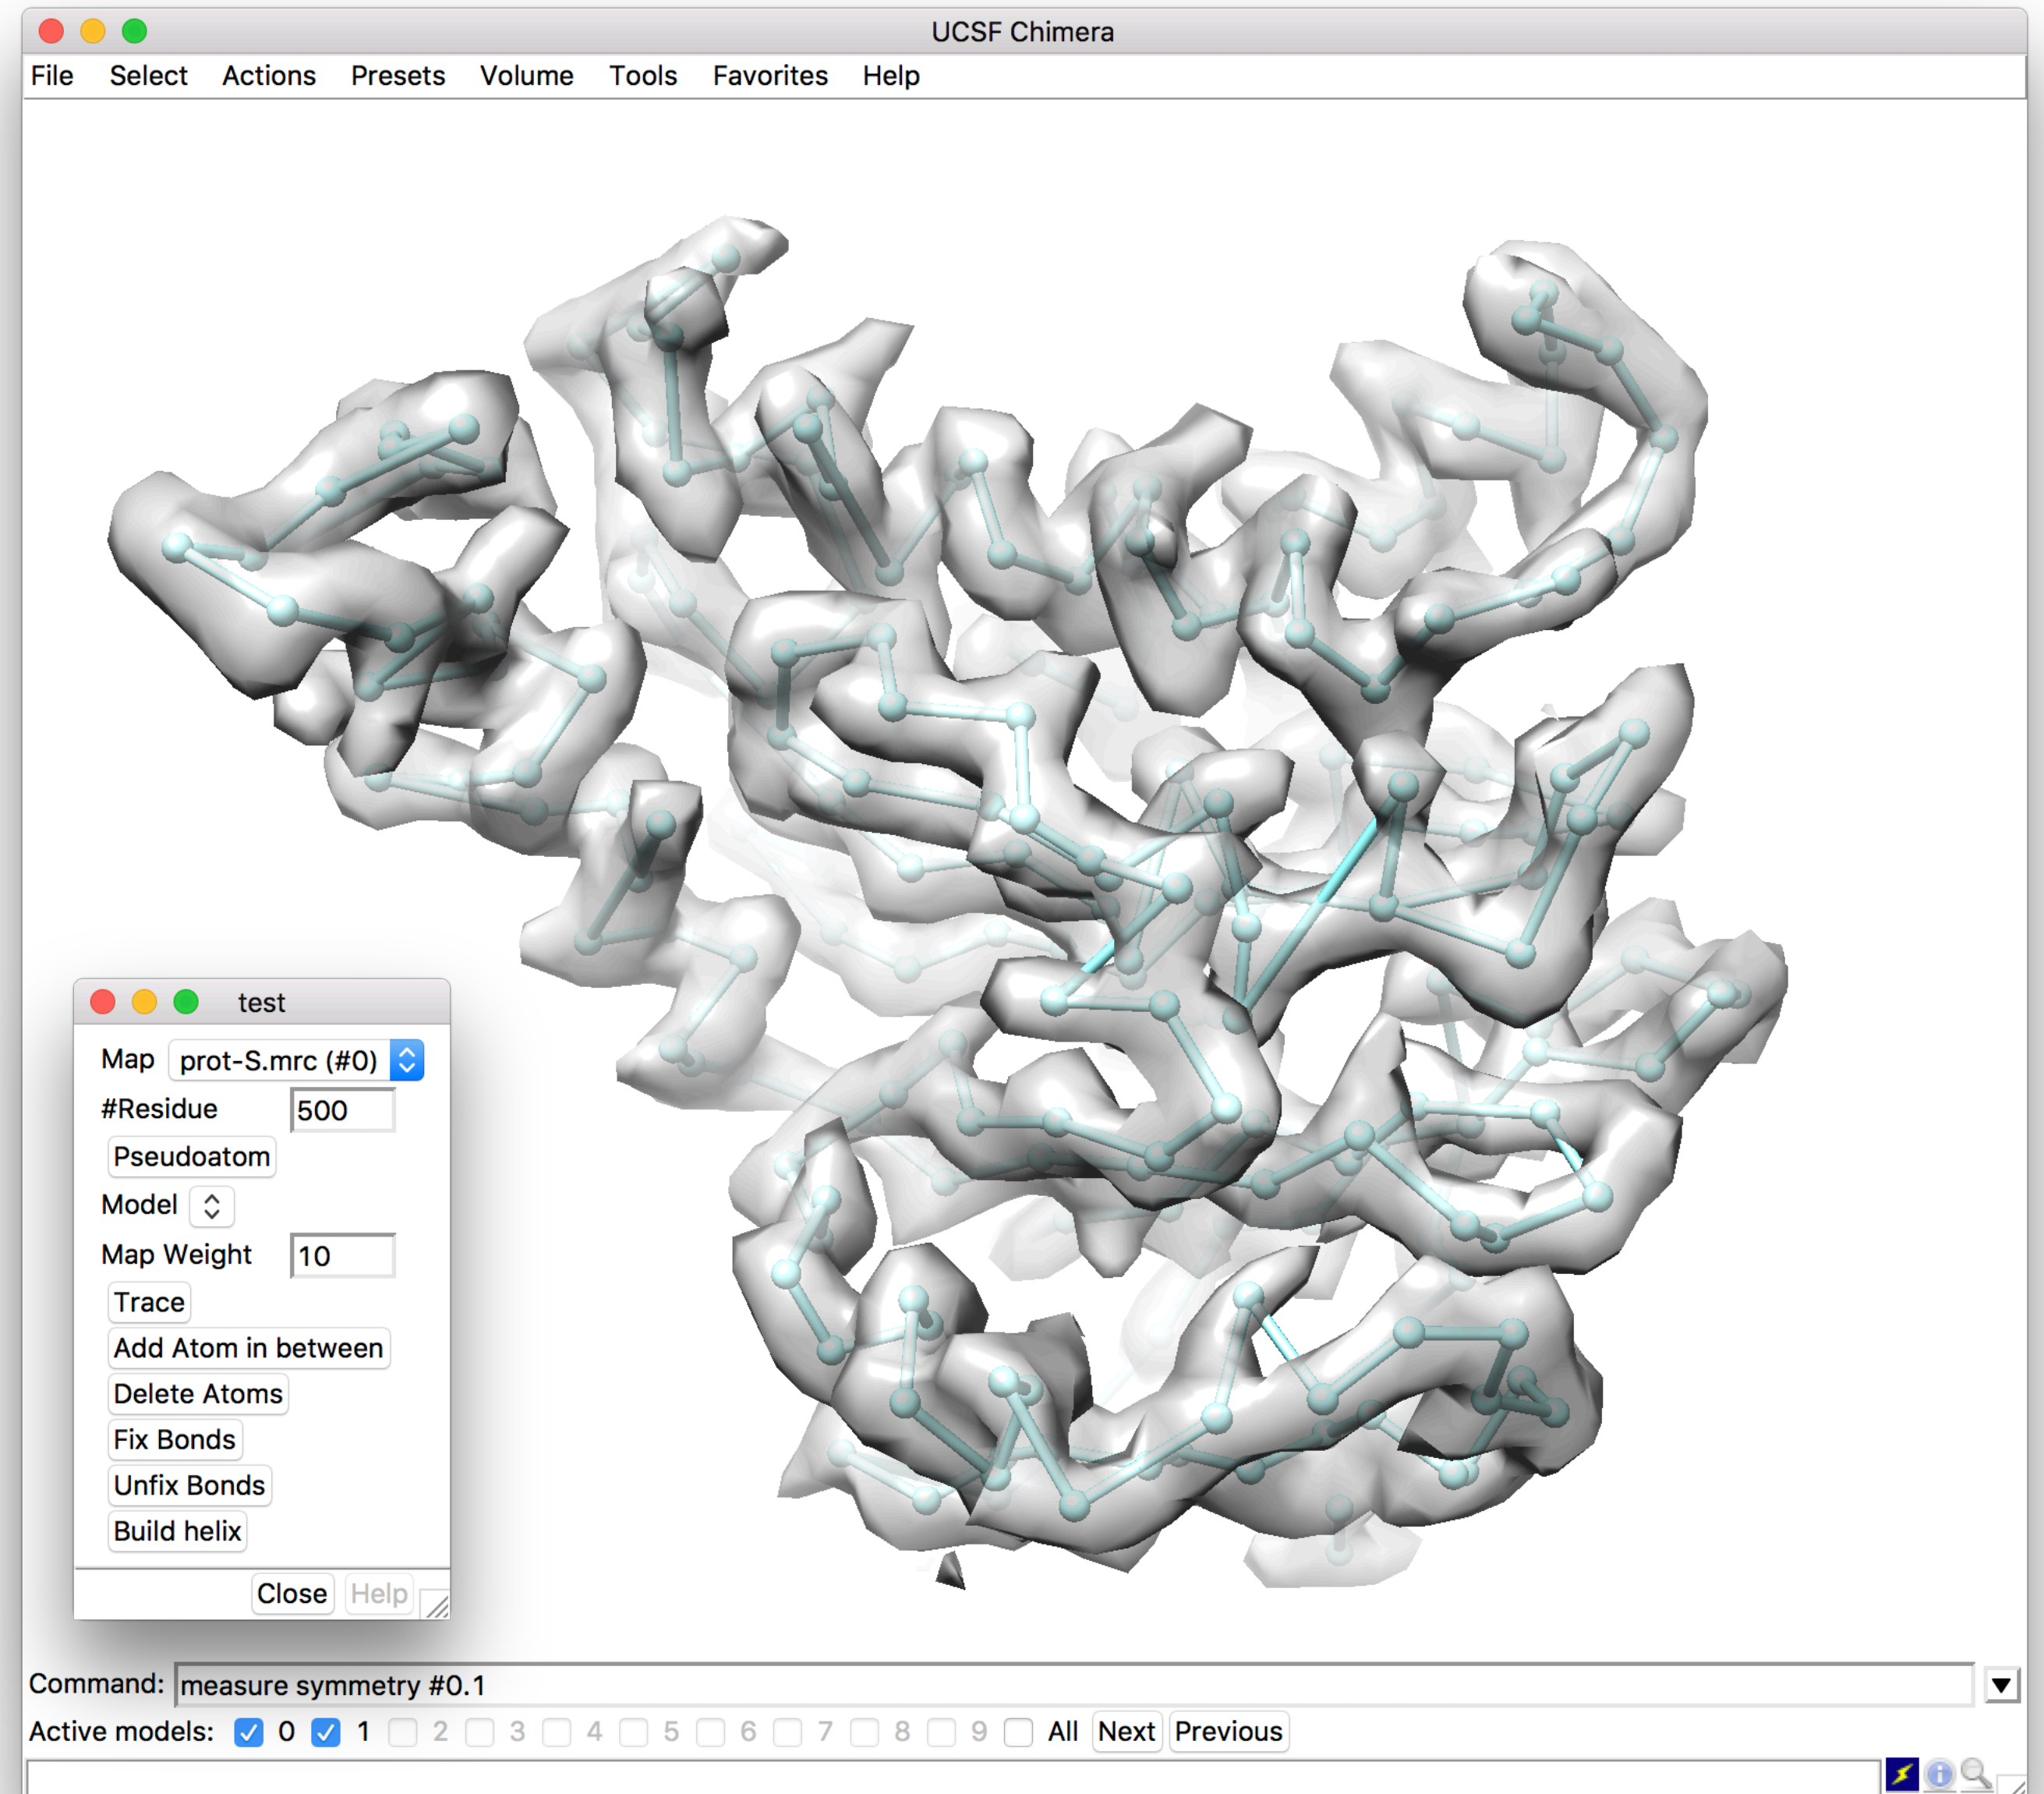 UCSF Chimera
File Select Actions Presets Volume Tools Favorites Help
test
Map prot-S.mrc (#0)
#Residue 500
Pseudoatom
Model
Map Weight 10
Trace
Add Atom in between
Delete Atoms
Fix Bonds
Unfix Bonds
Build helix
Close Help
Command: measure symmetry #0.1
Active models: 0 1 2 3 4 5 6 7 8 9 All Next Previous